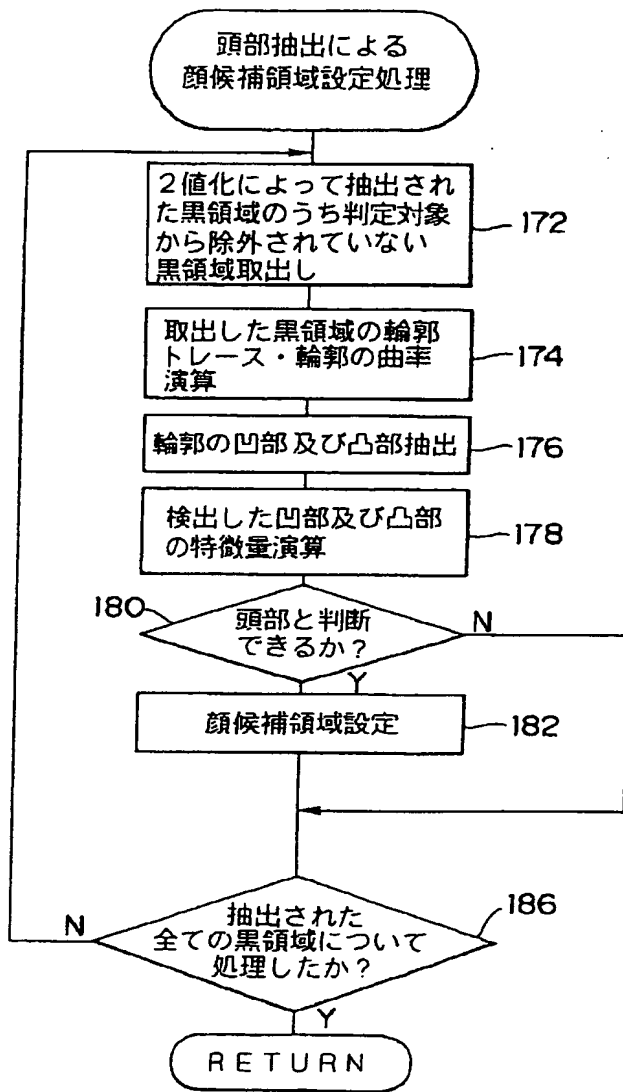 頭部抽出による
顔候補領域設定処理
２値化によって抽出され
た黒領域のうち判定対象
から除外されていない
黒領域取出し
172
取出した黒領域の輪郭
トレース・輪郭の曲率
演算
174
輪郭の凹部及び凸部抽出
176
検出した凹部及び凸部
の特徴量演算
178
180
頭部と判断
できるか？
N
Y
顔候補領域設定
182
抽出された
全ての黒領域について
処理したか？
186
N
Y
RETURN